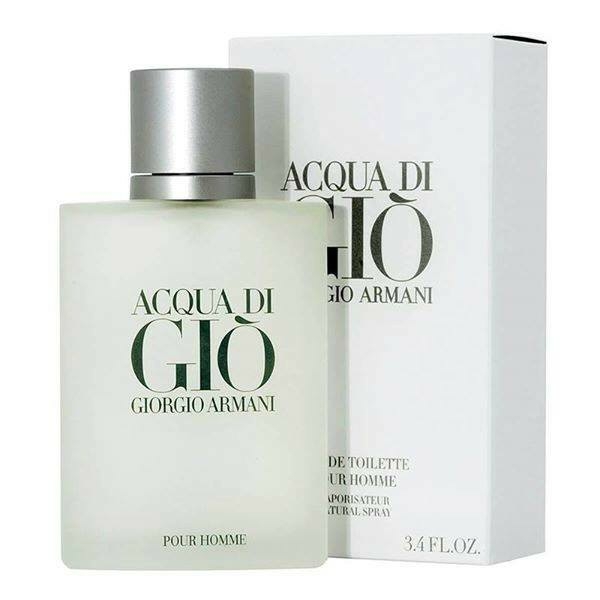 ACQUA DI
GIÒ
GIORGIO ARMANI
POUR HOMME
ACQUA DI
GIÒ
GIO ARMANI
DE TOILETTE
UR HOMME
APORISATEUR
ATURAL SPRAY
3.4 FL.OZ.